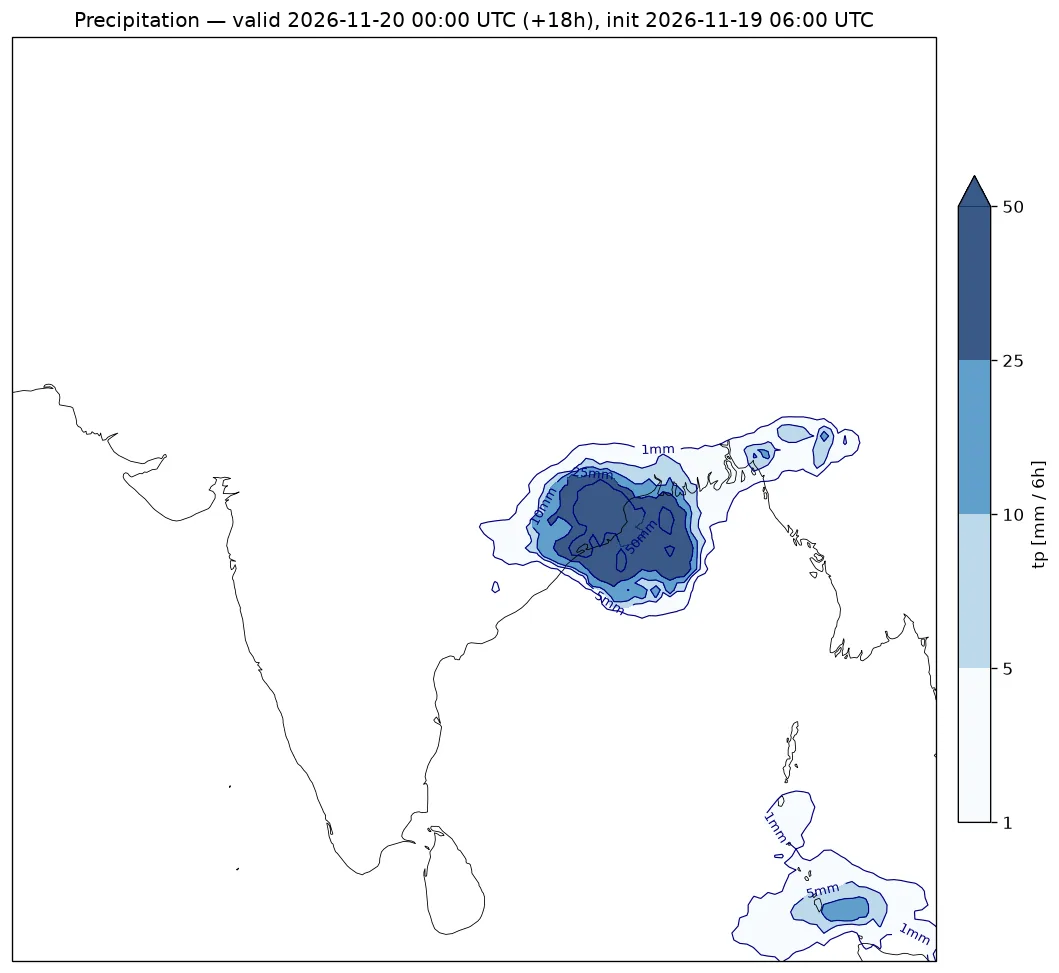 Precipitation — valid 2026-11-20 00:00 UTC (+18h), init 2026-11-19 06:00 UTC
1mm
25mm
10mm
50mm
5mm
1mm
5mm
1mm
50
25
10
5
1
tp [mm / 6h]